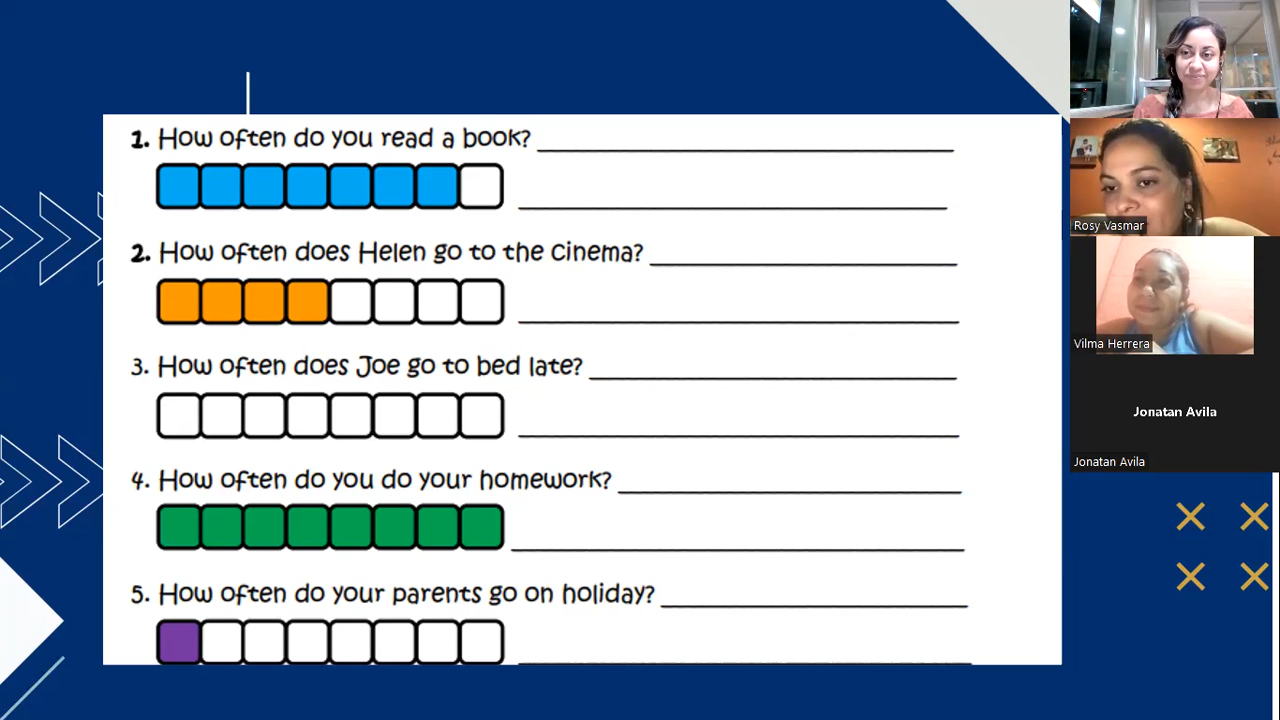 1. How often do you read a book?
2. How often does Helen go to the cinema?
3. How often does Joe go to bed late?
4. How often do you do your homework?
5. How often do your parents go on holiday?
Rosy Vasmar
Vilma Herrera
Jonatan Avila
Jonatan Avila